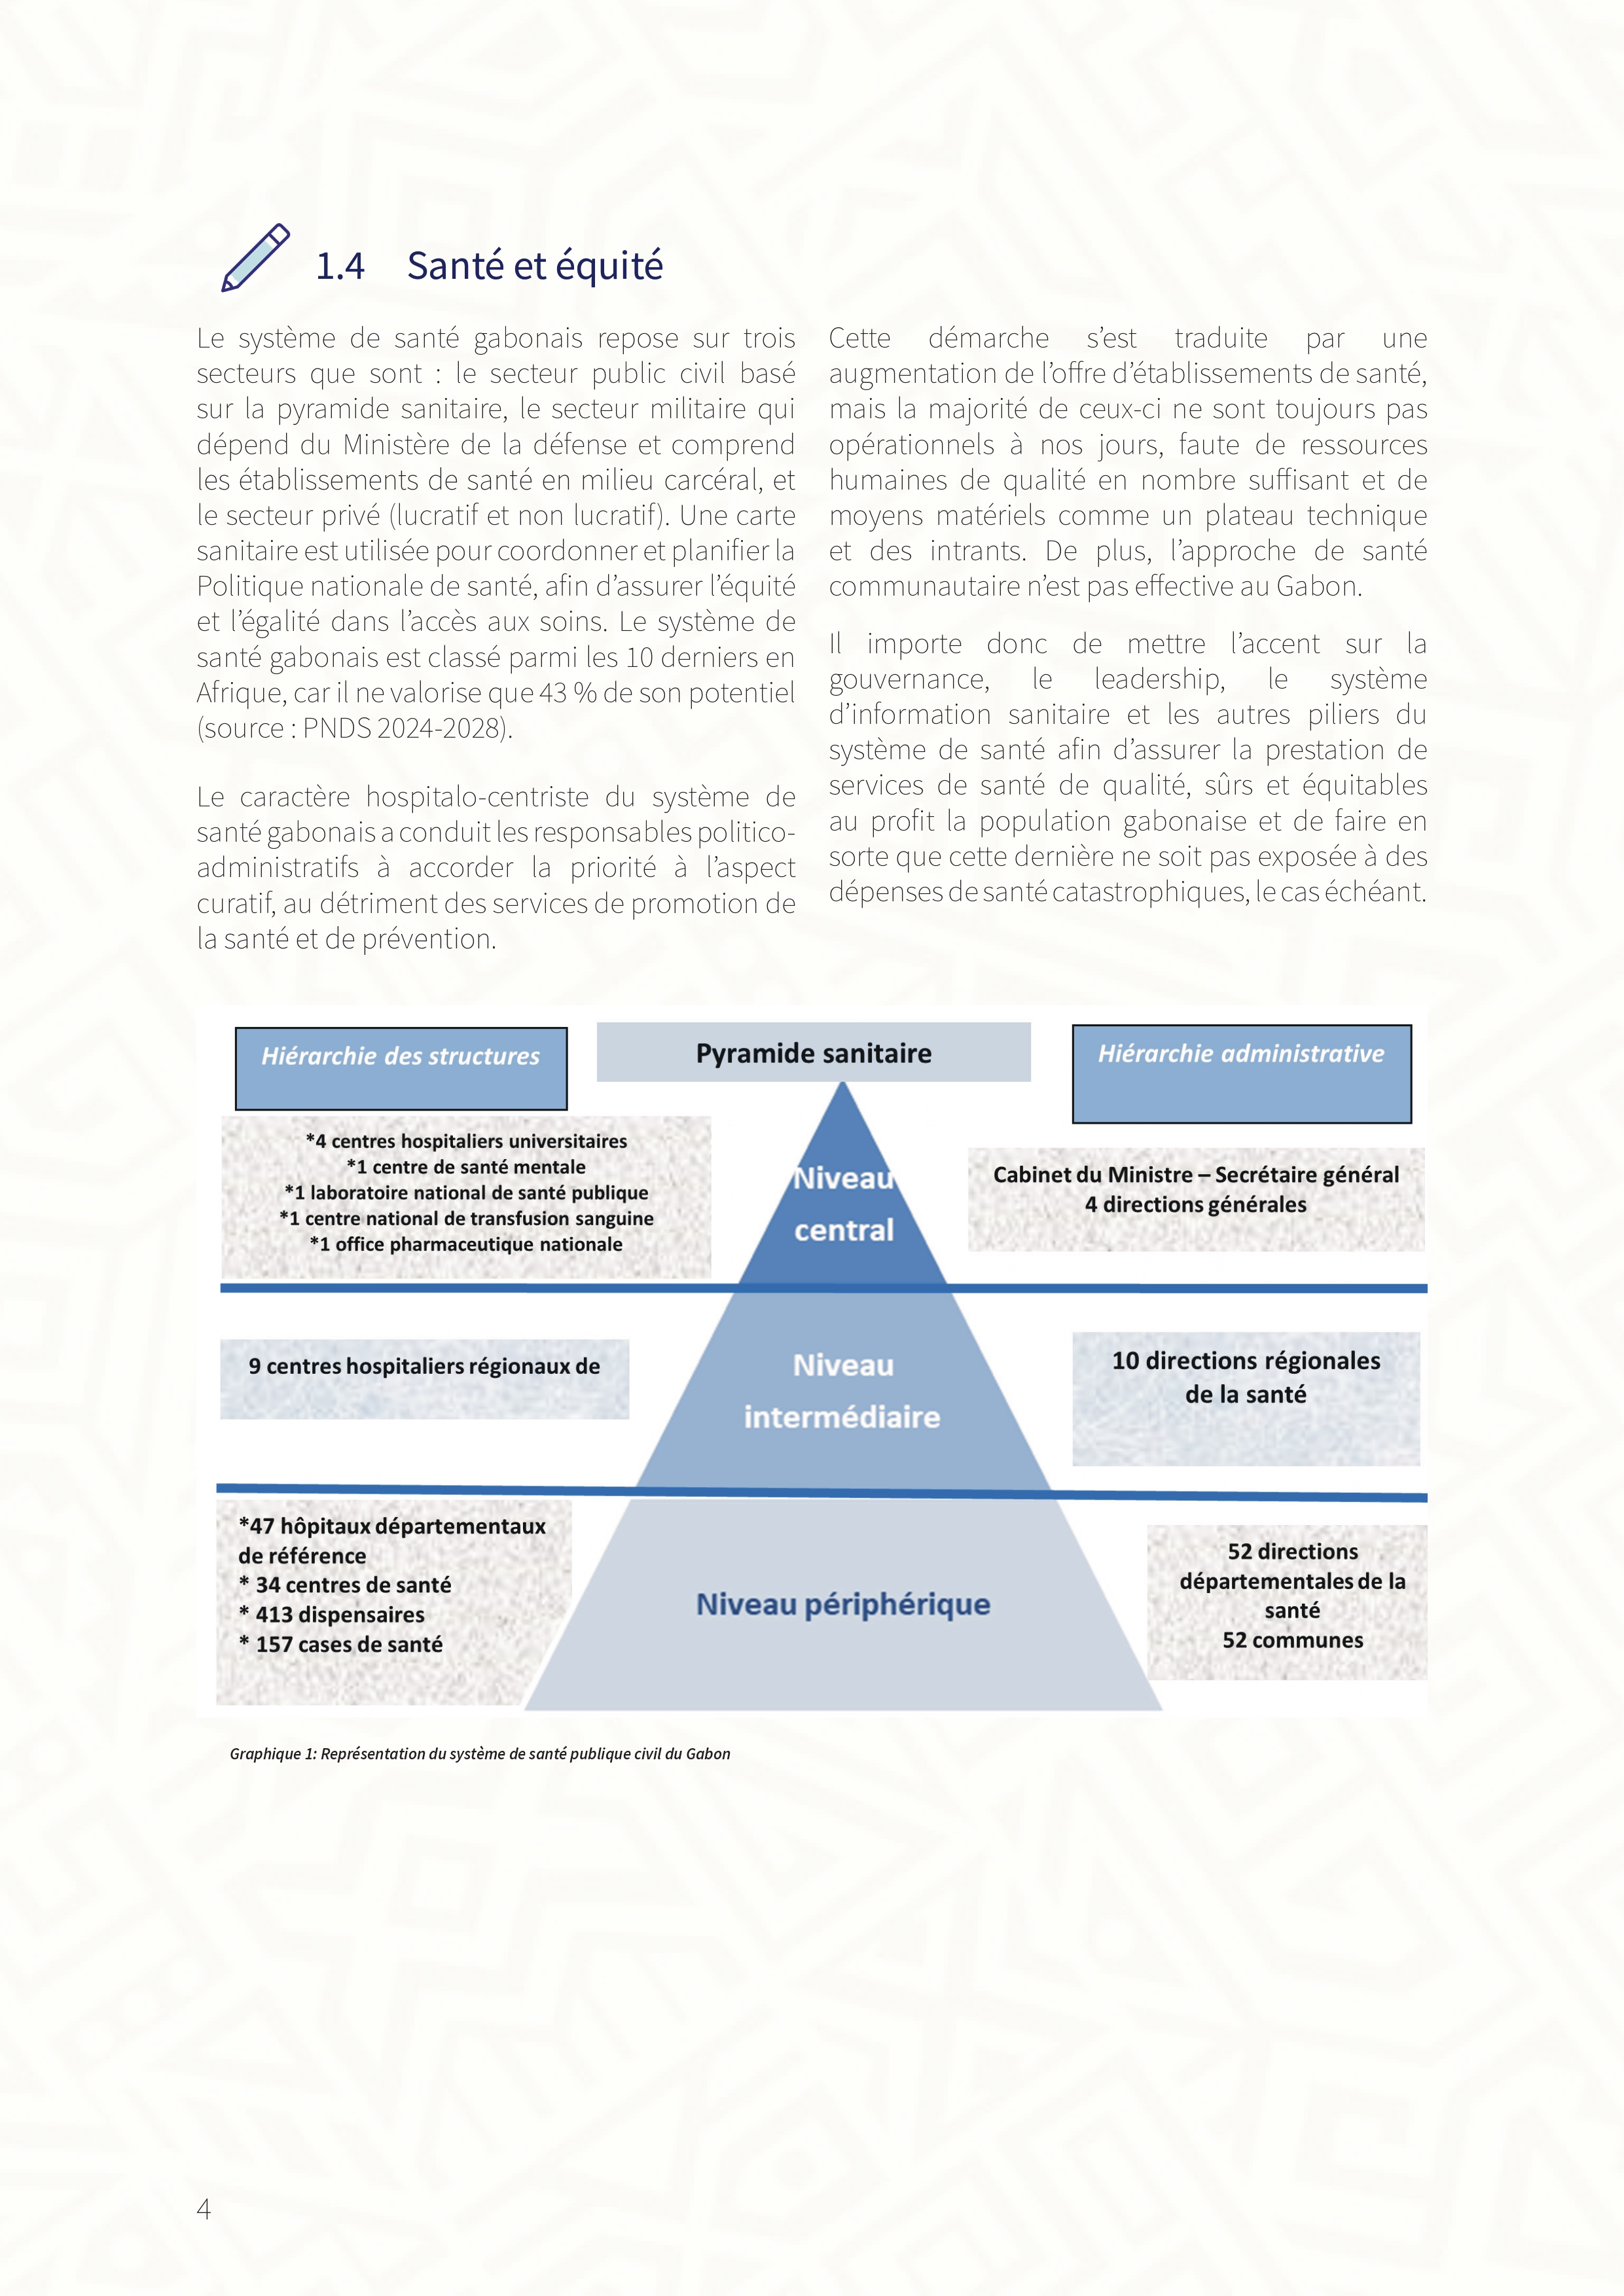 1.4 Santé et équité
Le système de santé gabonais repose sur trois
secteurs que sont : le secteur public civil basé
sur la pyramide sanitaire, le secteur militaire qui
dépend du Ministère de la défense et comprend
les établissements de santé en milieu carcéral, et
le secteur privé (lucratif et non lucratif). Une carte
sanitaire est utilisée pour coordonner et planifier la
Politique nationale de santé, afin d’assurer l’équité
et l’égalité dans l’accès aux soins. Le système de
santé gabonais est classé parmi les 10 derniers en
Afrique, car il ne valorise que 43 % de son potentiel
(source : PNDS 2024-2028).
Le caractère hospitalo-centriste du système de
santé gabonais a conduit les responsables politico-
administratifs à accorder la priorité à l’aspect
curatif, au détriment des services de promotion de
la santé et de prévention.
Cette démarche s’est traduite par une
augmentation de l’offre d’établissements de santé,
mais la majorité de ceux-ci ne sont toujours pas
opérationnels à nos jours, faute de ressources
humaines de qualité en nombre suffisant et de
moyens matériels comme un plateau technique
et des intrants. De plus, l’approche de santé
communautaire n’est pas effective au Gabon.
Il importe donc de mettre l’accent sur la
gouvernance, le leadership, le système
d’information sanitaire et les autres piliers du
système de santé afin d’assurer la prestation de
services de santé de qualité, sûrs et équitables
au profit la population gabonaise et de faire en
sorte que cette dernière ne soit pas exposée à des
dépenses de santé catastrophiques, le cas échéant.
Hiérarchie des structures
Pyramide sanitaire
Hiérarchie administrative
*4 centres hospitaliers universitaires
*1 centre de santé mentale
*1 laboratoire national de santé publique
*1 centre national de transfusion sanguine
*1 office pharmaceutique nationale
Niveau
central
Cabinet du Ministre – Secrétaire général
4 directions générales
9 centres hospitaliers régionaux de
Niveau
intermédiaire
10 directions régionales
de la santé
*47 hôpitaux départementaux
de référence
* 34 centres de santé
* 413 dispensaires
* 157 cases de santé
Niveau périphérique
52 directions
départementales de la
santé
52 communes
Graphique 1: Représentation du système de santé publique civil du Gabon
4